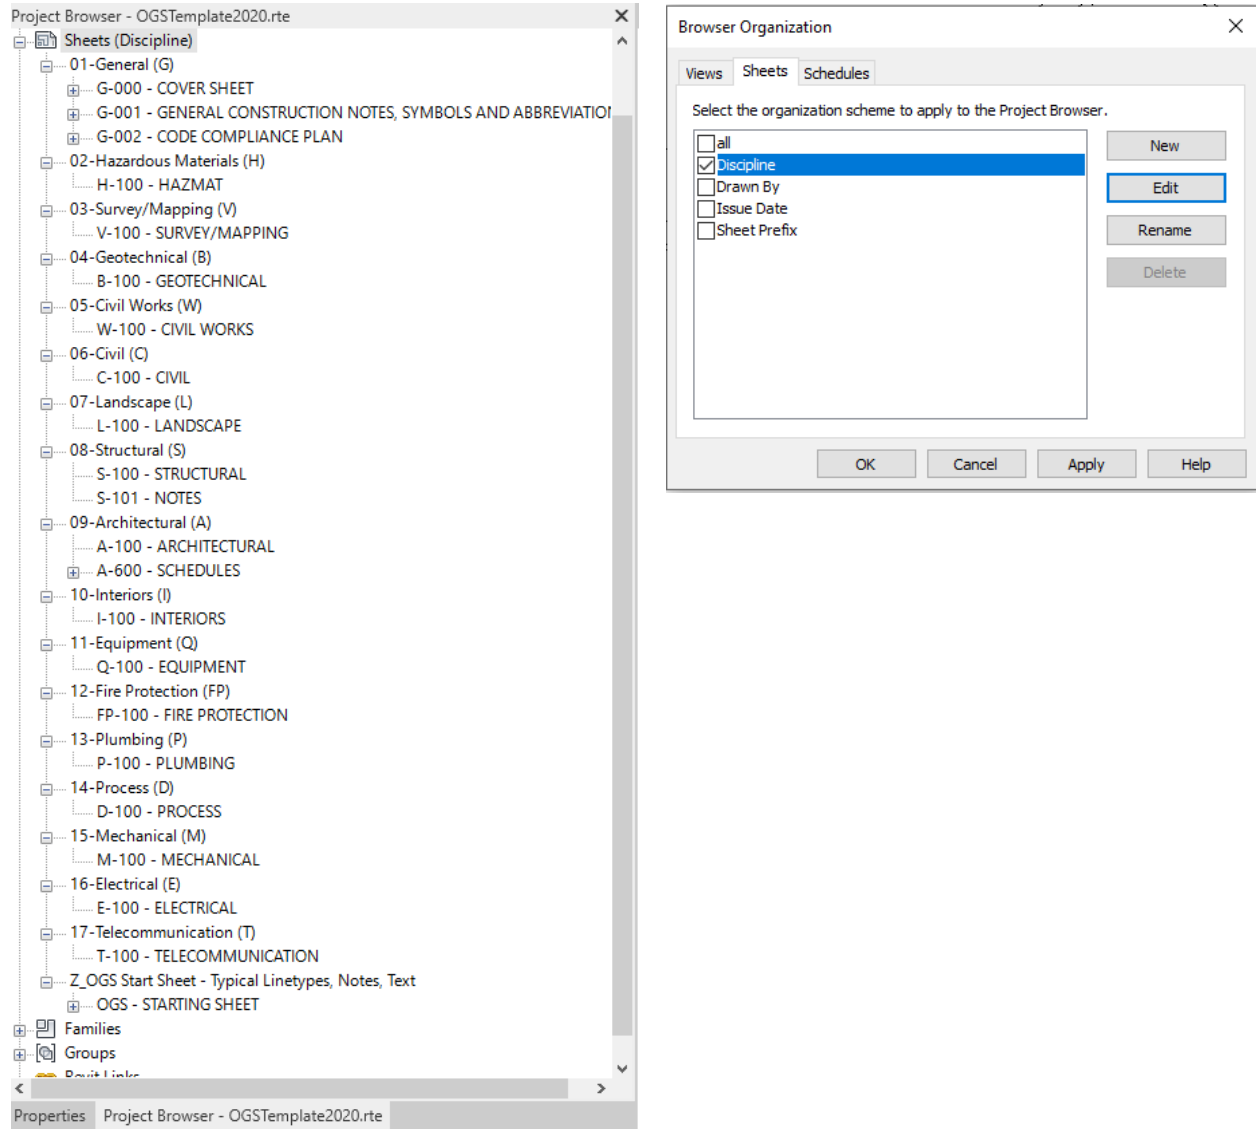 Project Browser - OGSTemplate2020.rte
Sheets (Discipline)
01-General (G)
G-000 - COVER SHEET
G-001 - GENERAL CONSTRUCTION NOTES, SYMBOLS AND ABBREVIATIO
G-002 - CODE COMPLIANCE PLAN
02-Hazardous Materials (H)
H-100 - HAZMAT
03-Survey/Mapping (V)
V-100 - SURVEY/MAPPING
04-Geotechnical (B)
B-100 - GEOTECHNICAL
05-Civil Works (W)
W-100 - CIVIL WORKS
06-Civil (C)
C-100 - CIVIL
07-Landscape (L)
L-100 - LANDSCAPE
08-Structural (S)
S-100 - STRUCTURAL
S-101 - NOTES
09-Architectural (A)
A-100 - ARCHITECTURAL
A-600 - SCHEDULES
10-Interiors (I)
I-100 - INTERIORS
11-Equipment (Q)
Q-100 - EQUIPMENT
12-Fire Protection (FP)
FP-100 - FIRE PROTECTION
13-Plumbing (P)
P-100 - PLUMBING
14-Process (D)
D-100 - PROCESS
15-Mechanical (M)
M-100 - MECHANICAL
16-Electrical (E)
E-100 - ELECTRICAL
17-Telecommunication (T)
T-100 - TELECOMMUNICATION
Z_OGS Start Sheet - Typical Linetypes, Notes, Text
OGS - STARTING SHEET
Families
Groups
Revit Links
Properties Project Browser - OGSTemplate2020.rte
Browser Organization
Views Sheets Schedules
Select the organization scheme to apply to the Project Browser.
all
Discipline
Drawn By
Issue Date
Sheet Prefix
New
Edit
Rename
Delete
OK Cancel Apply Help